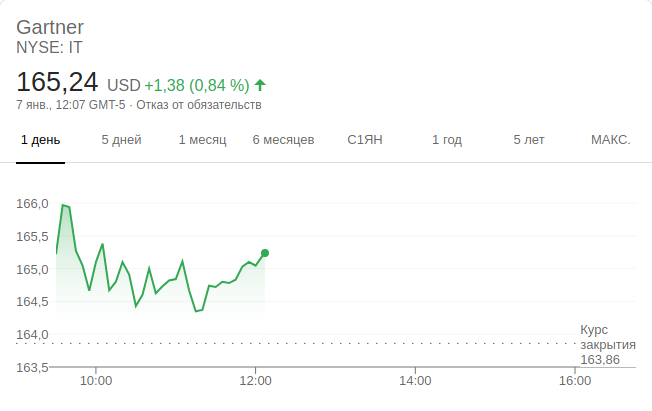 Gartner
NYSE: IT
165,24 USD +1,38 (0,84 %)
7 янв., 12:07 GMT-5 · Отказ от обязательств
1 день 5 дней 1 месяц 6 месяцев С1ЯН 1 год 5 лет МАКС.
166,0
165,5
165,0
164,5
164,0
Курс
закрытия
163,86
163,5
10:00 12:00 14:00 16:00